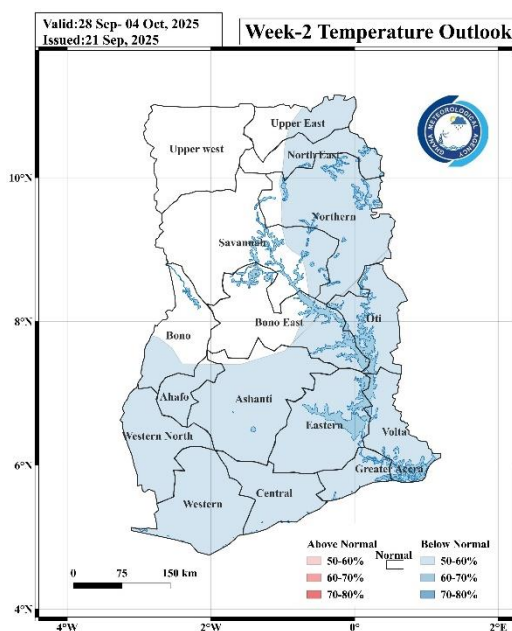 Valid:28 Sep- 04 Oct, 2025
Issued:21 Sep, 2025
Week-2 Temperature Outlook
GHANA METEOROLOGICAL AGENCY
Upper East
Upper west
North East
10°N
Northern
Savannah
Oti
8°N
Bono
Bono East
Ahafo
Ashanti
Eastern
Western North
Volta
6°N
Greater Accra
Western
Central
Above Normal
Normal
Below Normal
50-60%
50-60%
60-70%
60-70%
70-80%
70-80%
0 75 150 km
4°N
4°W
2°W
0°
2°E